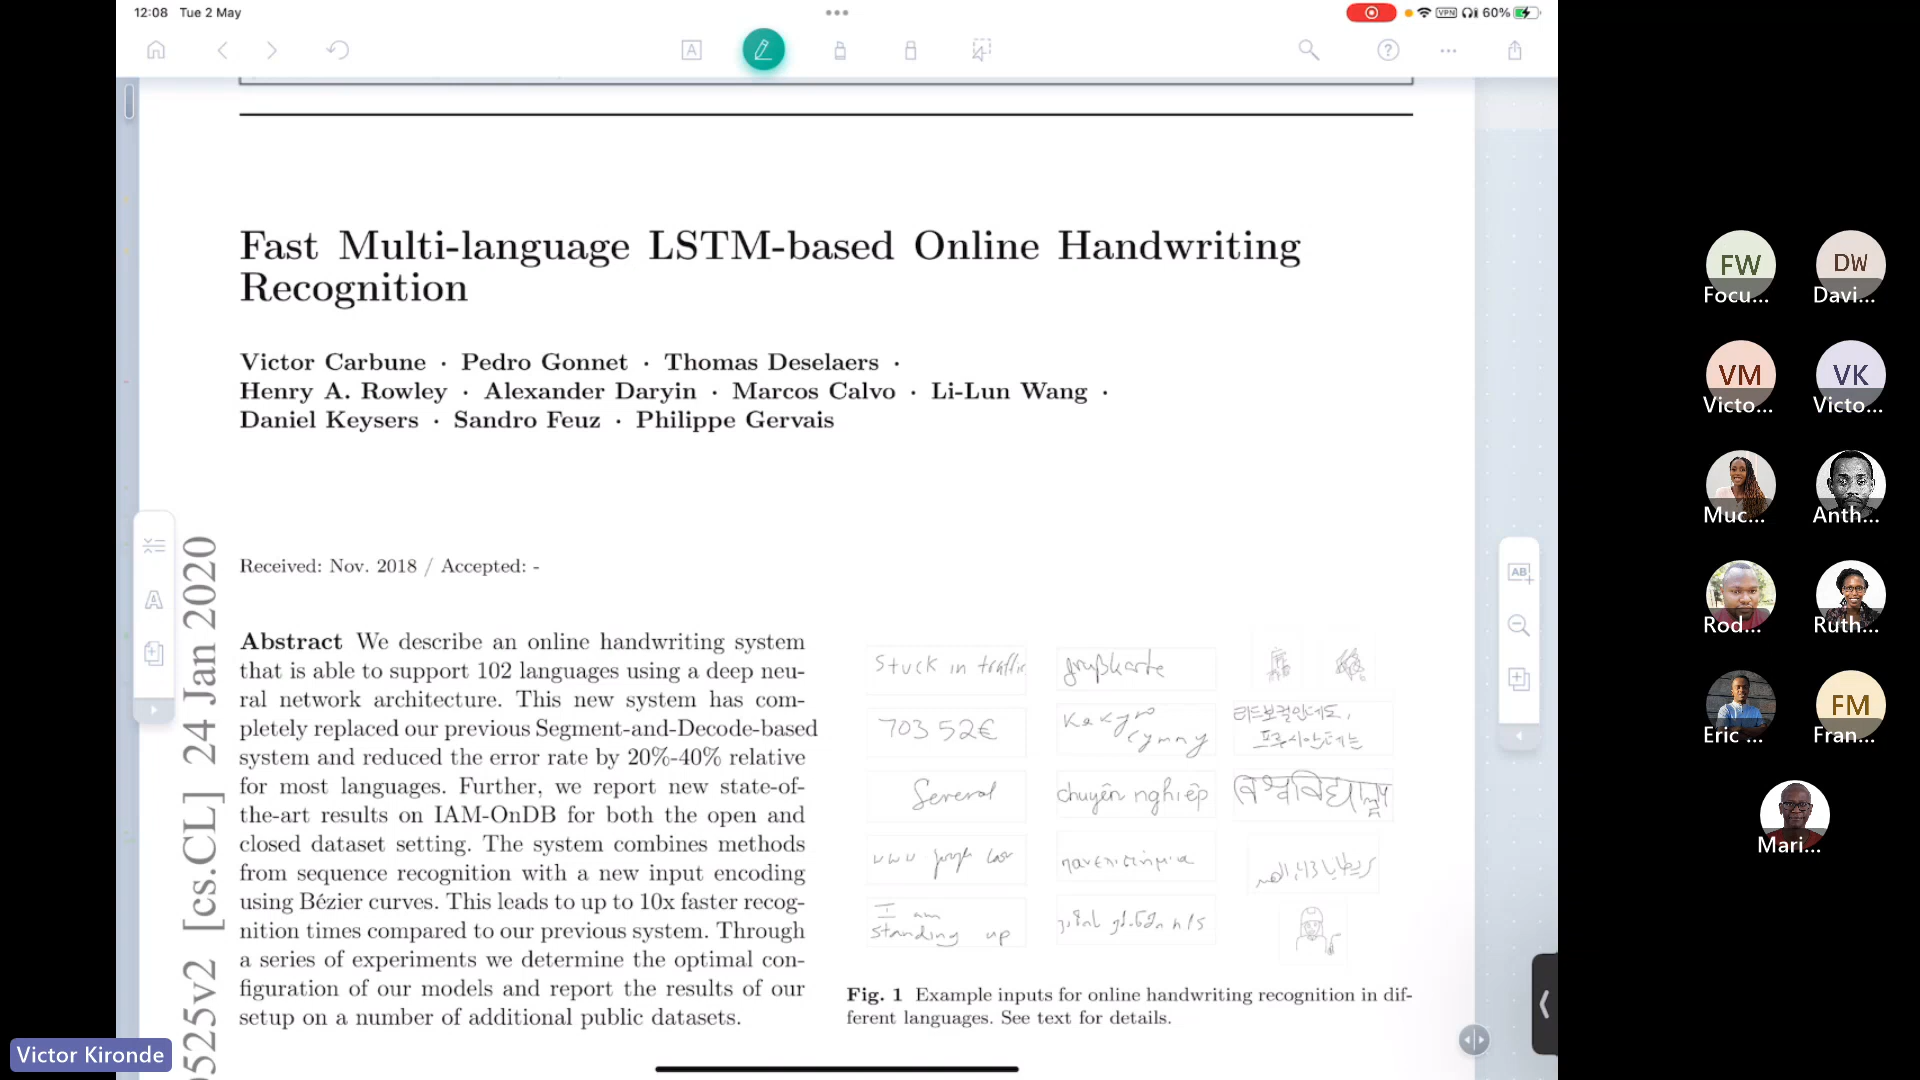 12:08 Tue 2 May
VPN 60%
Fast Multi-language LSTM-based Online Handwriting
Recognition
Victor Carbune · Pedro Gonnet · Thomas Deselaers ·
Henry A. Rowley · Alexander Daryin · Marcos Calvo · Li-Lun Wang ·
Daniel Keysers · Sandro Feuz · Philippe Gervais
Received: Nov. 2018 / Accepted: -
Abstract We describe an online handwriting system
that is able to support 102 languages using a deep neu-
ral network architecture. This new system has com-
pletely replaced our previous Segment-and-Decode-based
system and reduced the error rate by 20%-40% relative
for most languages. Further, we report new state-of-
the-art results on IAM-OnDB for both the open and
closed dataset setting. The system combines methods
from sequence recognition with a new input encoding
using Bézier curves. This leads to up to 10x faster recog-
nition times compared to our previous system. Through
a series of experiments we determine the optimal con-
figuration of our models and report the results of our
setup on a number of additional public datasets.
Stuck in traffic
großkarte
703 52€
리드보컬인데도,
Several
chuyên nghiệp
विश्वविद्यालय
I am
standing up
Fig. 1 Example inputs for online handwriting recognition in dif-
ferent languages. See text for details.
525v2 [cs.CL] 24 Jan 2020
Victor Kironde
FW DW
Focu... Davi...
VM VK
Victo... Victo...
Muc... Anth...
Rod... Ruth...
FM
Eric ... Fran...
Mari...